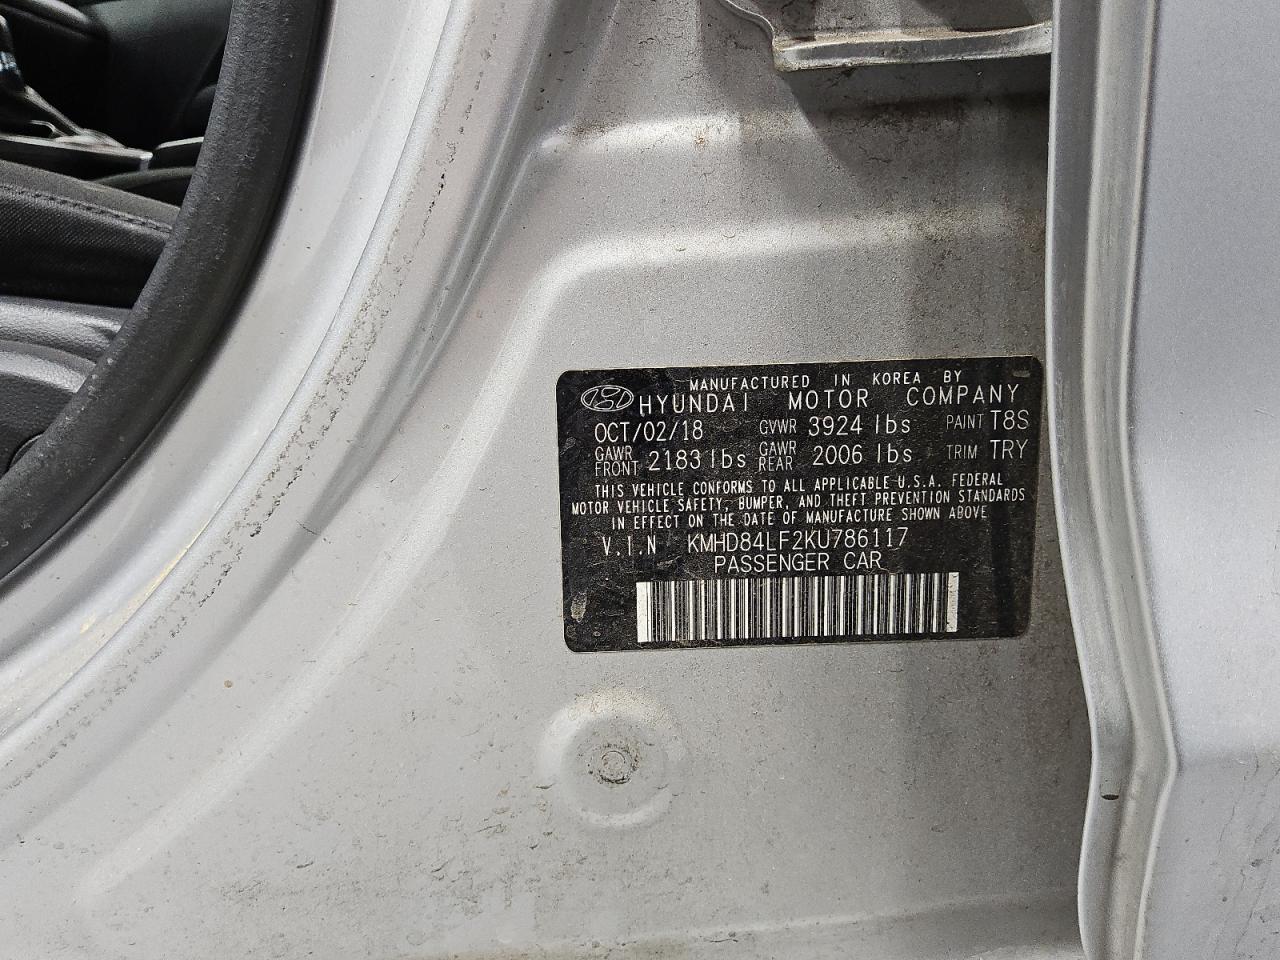 MANUFACTURED IN KOREA BY
HYUNDAI MOTOR COMPANY
OCT/02/18 GVWR 3924 lbs PAINT T8S
GAWR FRONT 2183 lbs GAWR REAR 2006 lbs TRIM TRY
THIS VEHICLE CONFORMS TO ALL APPLICABLE U.S.A. FEDERAL
MOTOR VEHICLE SAFETY, BUMPER, AND THEFT PREVENTION STANDARDS
IN EFFECT ON THE DATE OF MANUFACTURE SHOWN ABOVE
V.I.N KMHD84LF2KU786117
PASSENGER CAR